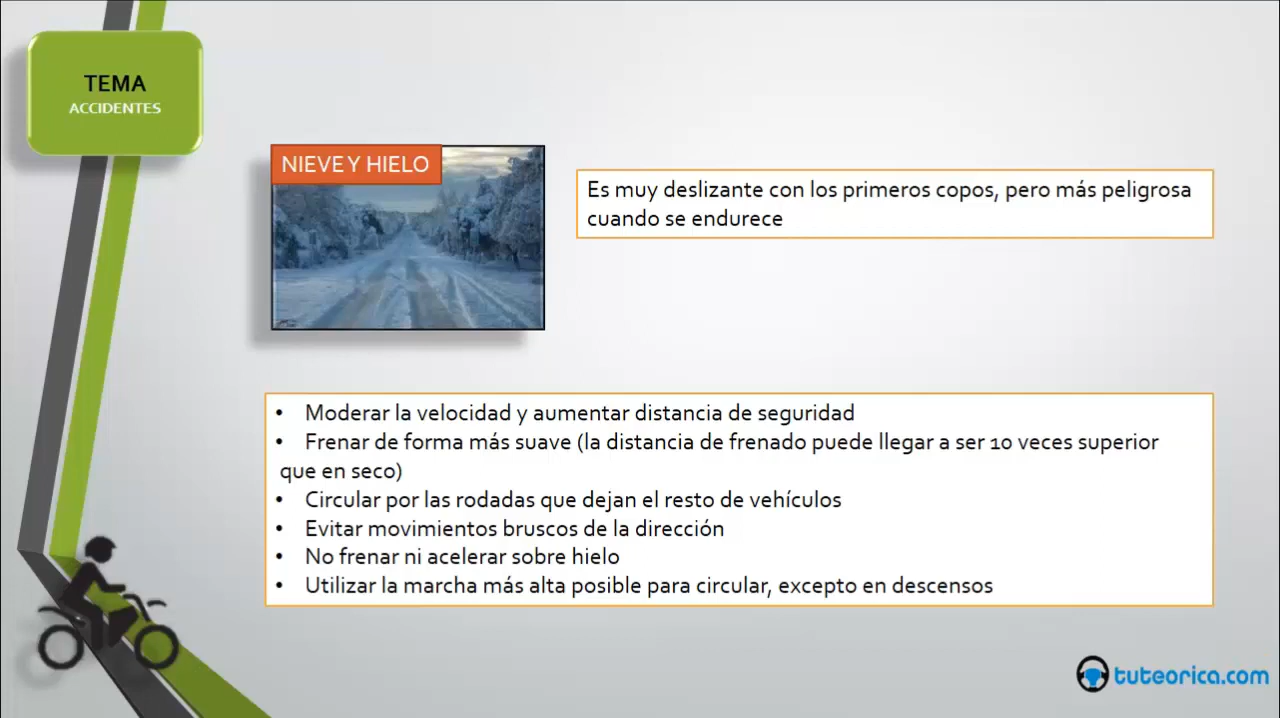 TEMA
ACCIDENTES
NIEVE Y HIELO
Es muy deslizante con los primeros copos, pero más peligrosa
cuando se endurece
• Moderar la velocidad y aumentar distancia de seguridad
• Frenar de forma más suave (la distancia de frenado puede llegar a ser 10 veces superior
que en seco)
• Circular por las rodadas que dejan el resto de vehículos
• Evitar movimientos bruscos de la dirección
• No frenar ni acelerar sobre hielo
• Utilizar la marcha más alta posible para circular, excepto en descensos
tuteorica.com